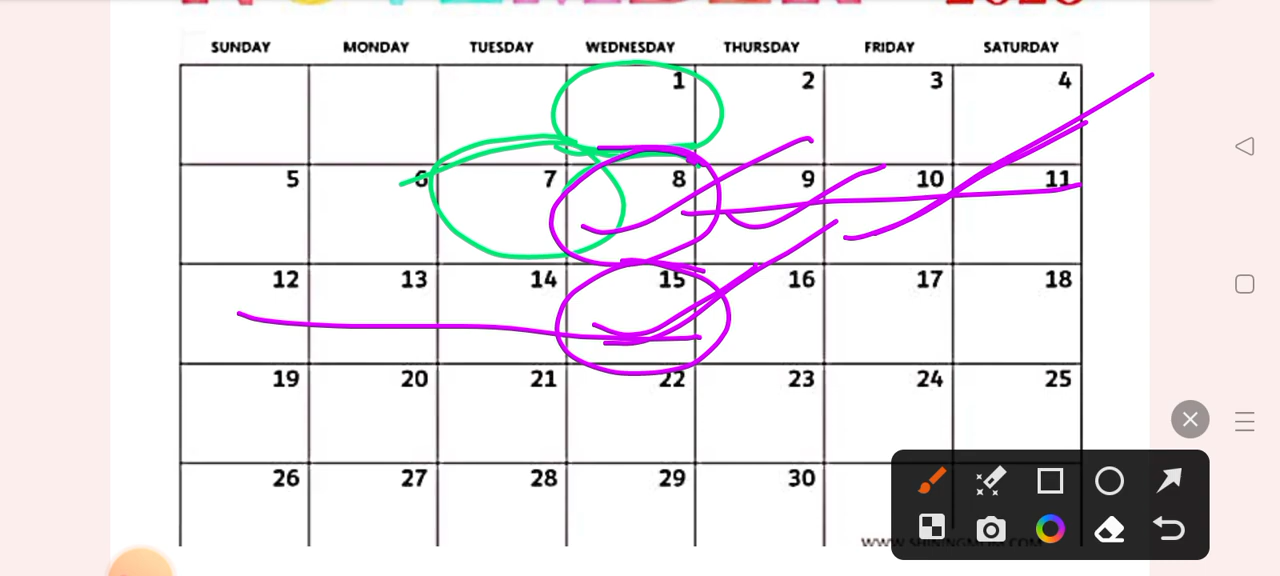 SUNDAY MONDAY TUESDAY WEDNESDAY THURSDAY FRIDAY SATURDAY
1 2 3 4
5 6 7 8 9 10 11
12 13 14 15 16 17 18
19 20 21 22 23 24 25
26 27 28 29 30